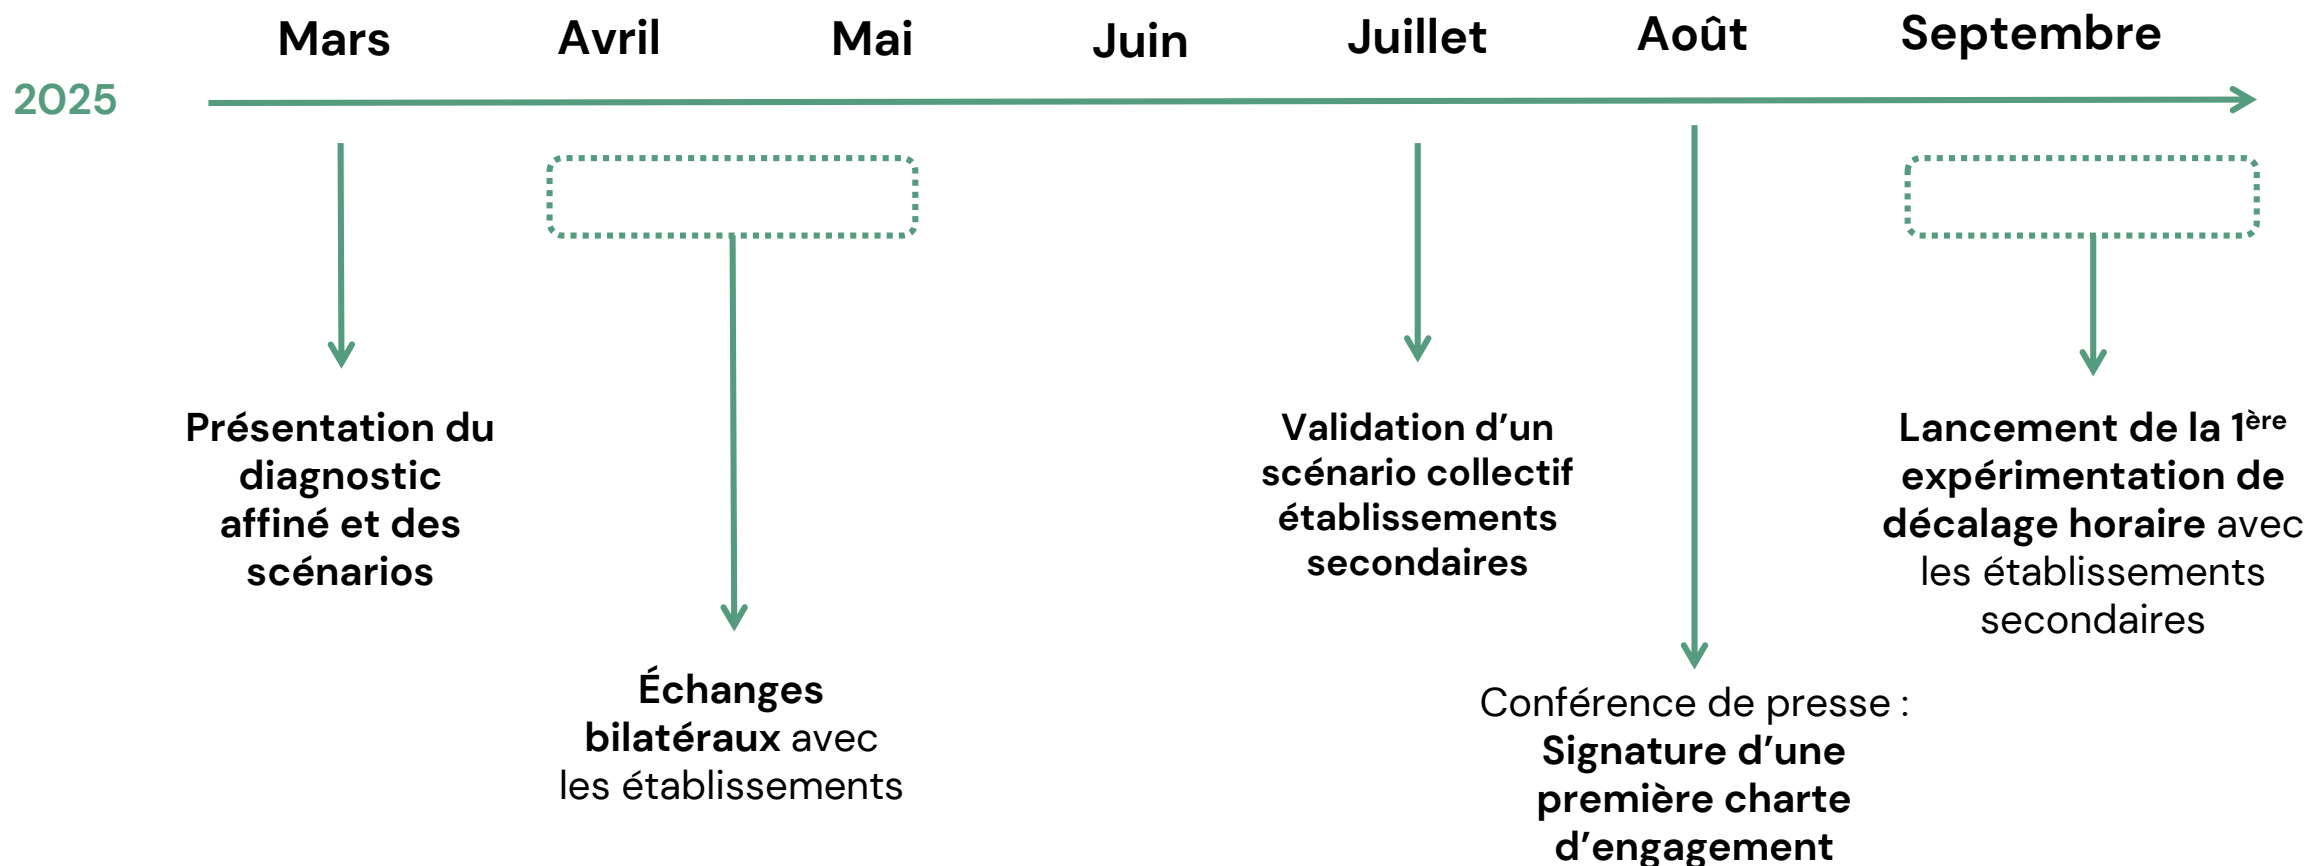 Mars Avril Mai Juin Juillet Août Septembre
2025
Présentation du
diagnostic
affiné et des
scénarios
Échanges
bilatéraux avec
les établissements
Validation d’un
scénario collectif
établissements
secondaires
Conférence de presse :
Signature d’une
première charte
d’engagement
Lancement de la 1ère
expérimentation de
décalage horaire avec
les établissements
secondaires